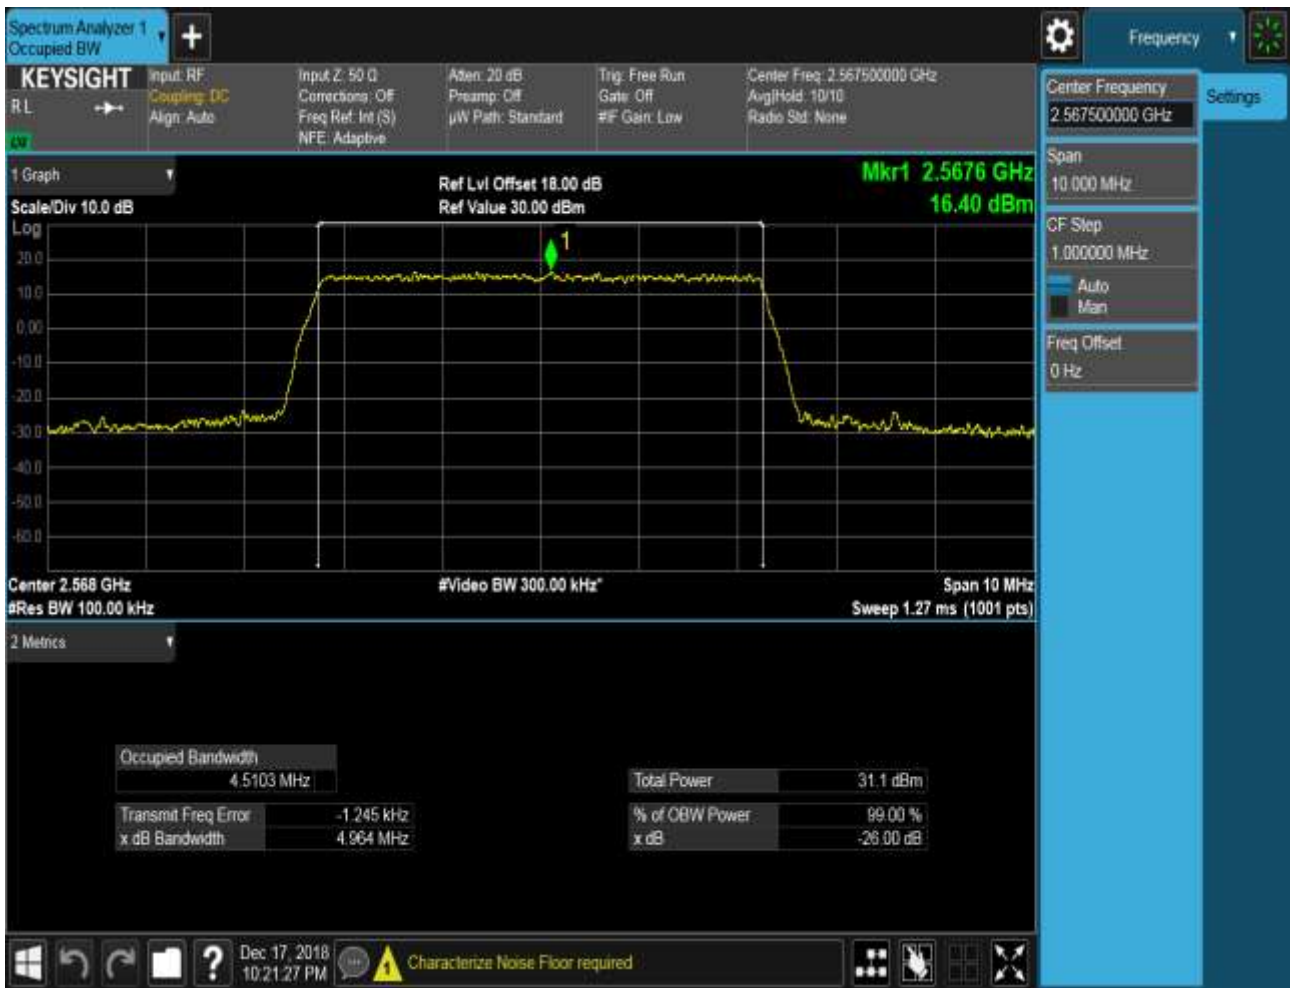 Spectrum Analyzer 1
Occupied BW
Frequency
KEYSIGHT
R L
Input: RF
Coupling: DC
Align: Auto
Input Z: 50 Ω
Corrections: Off
Freq Ref: Int (S)
NFE: Adaptive
Atten: 20 dB
Preamp: Off
µW Path: Standard
Trig: Free Run
Gate: Off
#IF Gain: Low
Center Freq: 2.567500000 GHz
Avg|Hold: 10/10
Radio Std: None
Center Frequency
2.567500000 GHz
Settings
Span
10.000 MHz
CF Step
1.000000 MHz
Auto
Man
Freq Offset
0 Hz
1 Graph
Scale/Div 10.0 dB
Ref Lvl Offset 18.00 dB
Ref Value 30.00 dBm
Mkr1 2.5676 GHz
16.40 dBm
Log
1
20.0
10.0
0.00
-10.0
-20.0
-30.0
-40.0
-50.0
-60.0
Center 2.568 GHz
#Res BW 100.00 kHz
#Video BW 300.00 kHz*
Span 10 MHz
Sweep 1.27 ms (1001 pts)
2 Metrics
Occupied Bandwidth
4.5103 MHz
Transmit Freq Error -1.245 kHz
x dB Bandwidth 4.964 MHz
Total Power 31.1 dBm
% of OBW Power 99.00 %
x dB -26.00 dB
?
Dec 17, 2018
10:21:27 PM
1
Characterize Noise Floor required